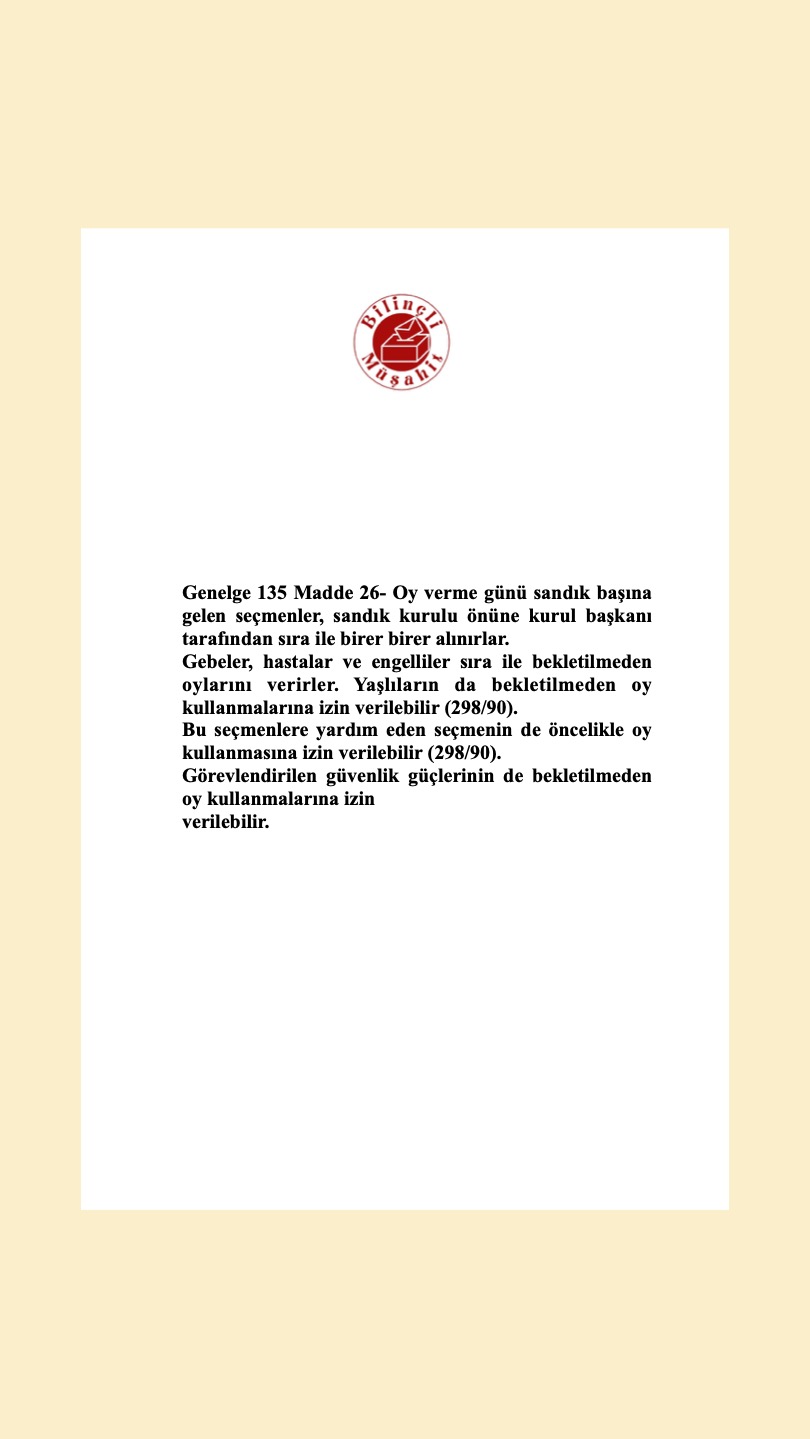 Bilinçli
Müşahit
Genelge 135 Madde 26- Oy verme günü sandık başına
gelen seçmenler, sandık kurulu önüne kurul başkanı
tarafından sıra ile birer birer alınırlar.
Gebeler, hastalar ve engelliler sıra ile bekletilmeden
oylarını verirler. Yaşlıların da bekletilmeden oy
kullanmalarına izin verilebilir (298/90).
Bu seçmenlere yardım eden seçmenin de öncelikle oy
kullanmasına izin verilebilir (298/90).
Görevlendirilen güvenlik güçlerinin de bekletilmeden
oy kullanmalarına izin
verilebilir.